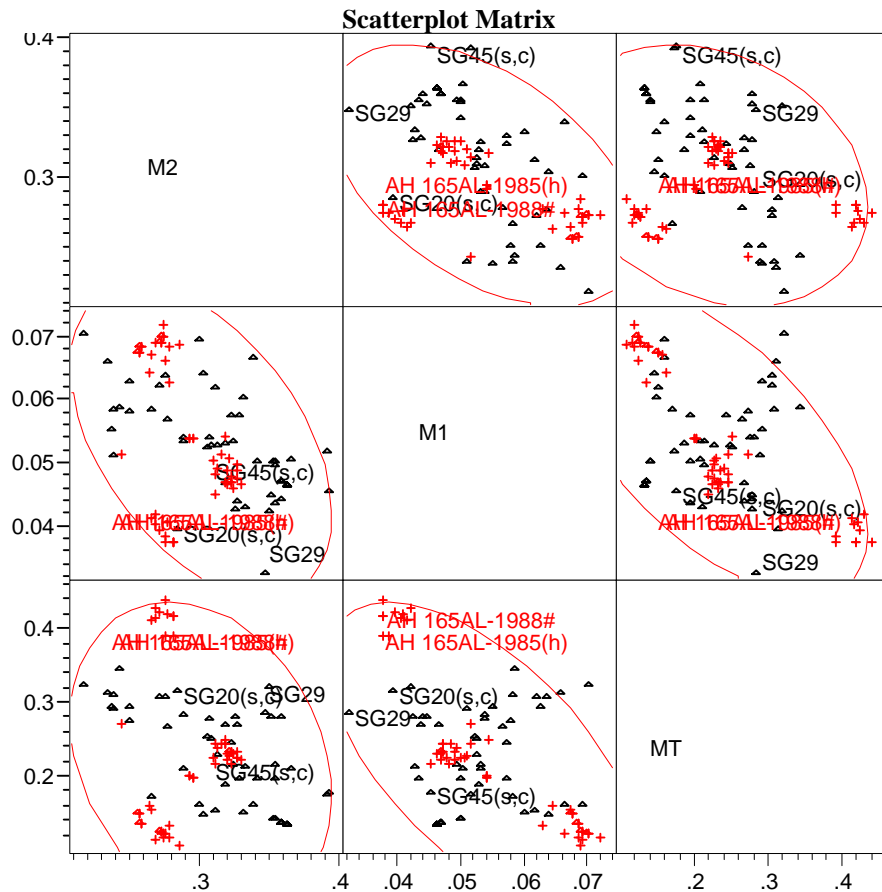 Scatterplot Matrix
0.4
0.3
M2
SG45(s,c)
SG29
AH 165AL-1985(h)
AH 165AL-1988#
SG20(s,c)
SG45(s,c)
SG29
SG20(s,c)
AH 165AL-1988#
0.07
0.06
0.05
0.04
SG45(s,c)
SG20(s,c)
SG29
M1
SG45(s,c)
SG20(s,c)
SG29
0.4
0.3
0.2
SG20(s,c)
SG29
SG45(s,c)
AH 165AL-1988#
AH 165AL-1985(h)
SG20(s,c)
SG29
SG45(s,c)
MT
.3 .4 .04 .05 .06 .07 .2 .3 .4